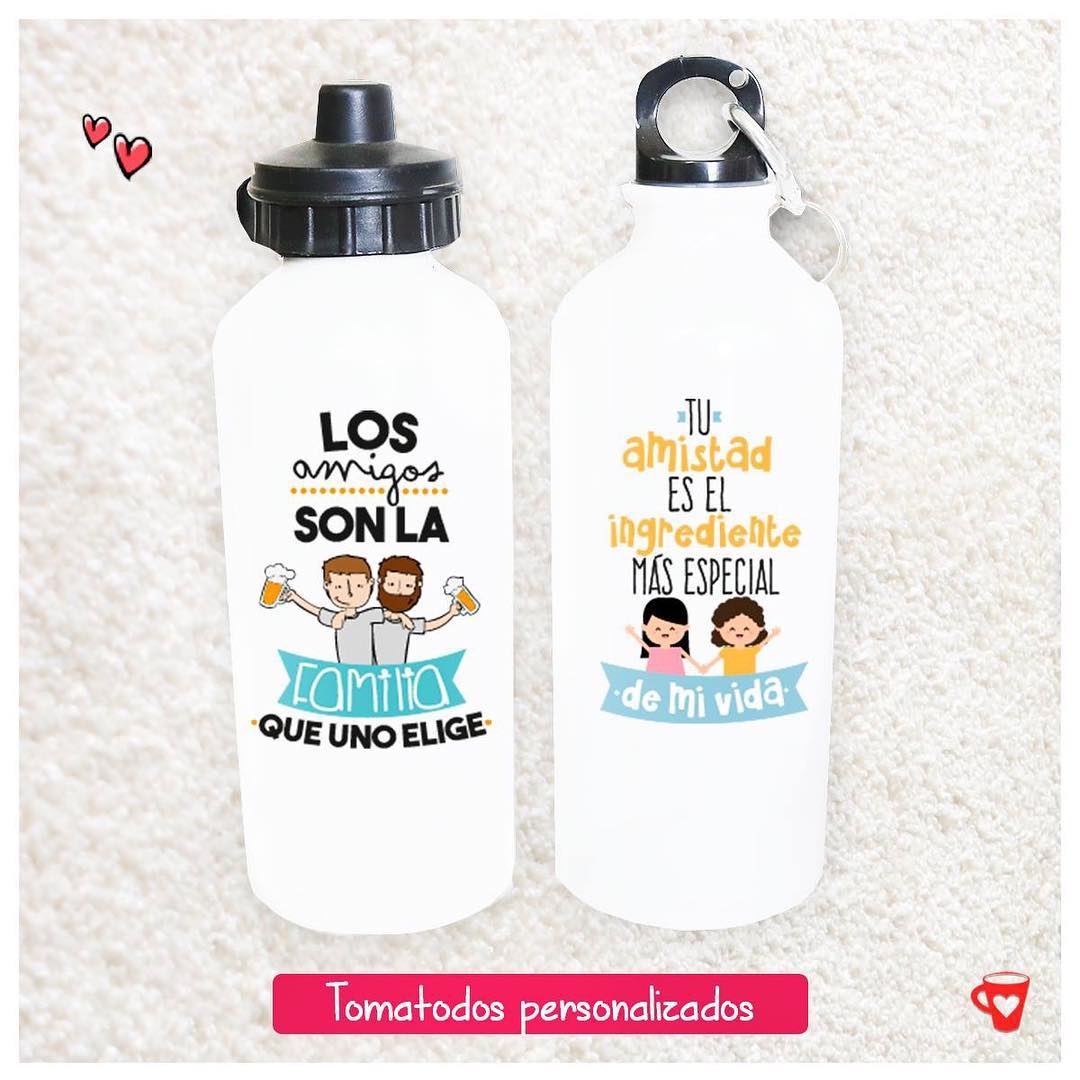 LOS
amigos
SON LA
FAMILIA
QUE UNO ELIGE
TU
amistad
ES EL
ingrediente
MÁS ESPECIAL
de mi vida
Tomatodos personalizados